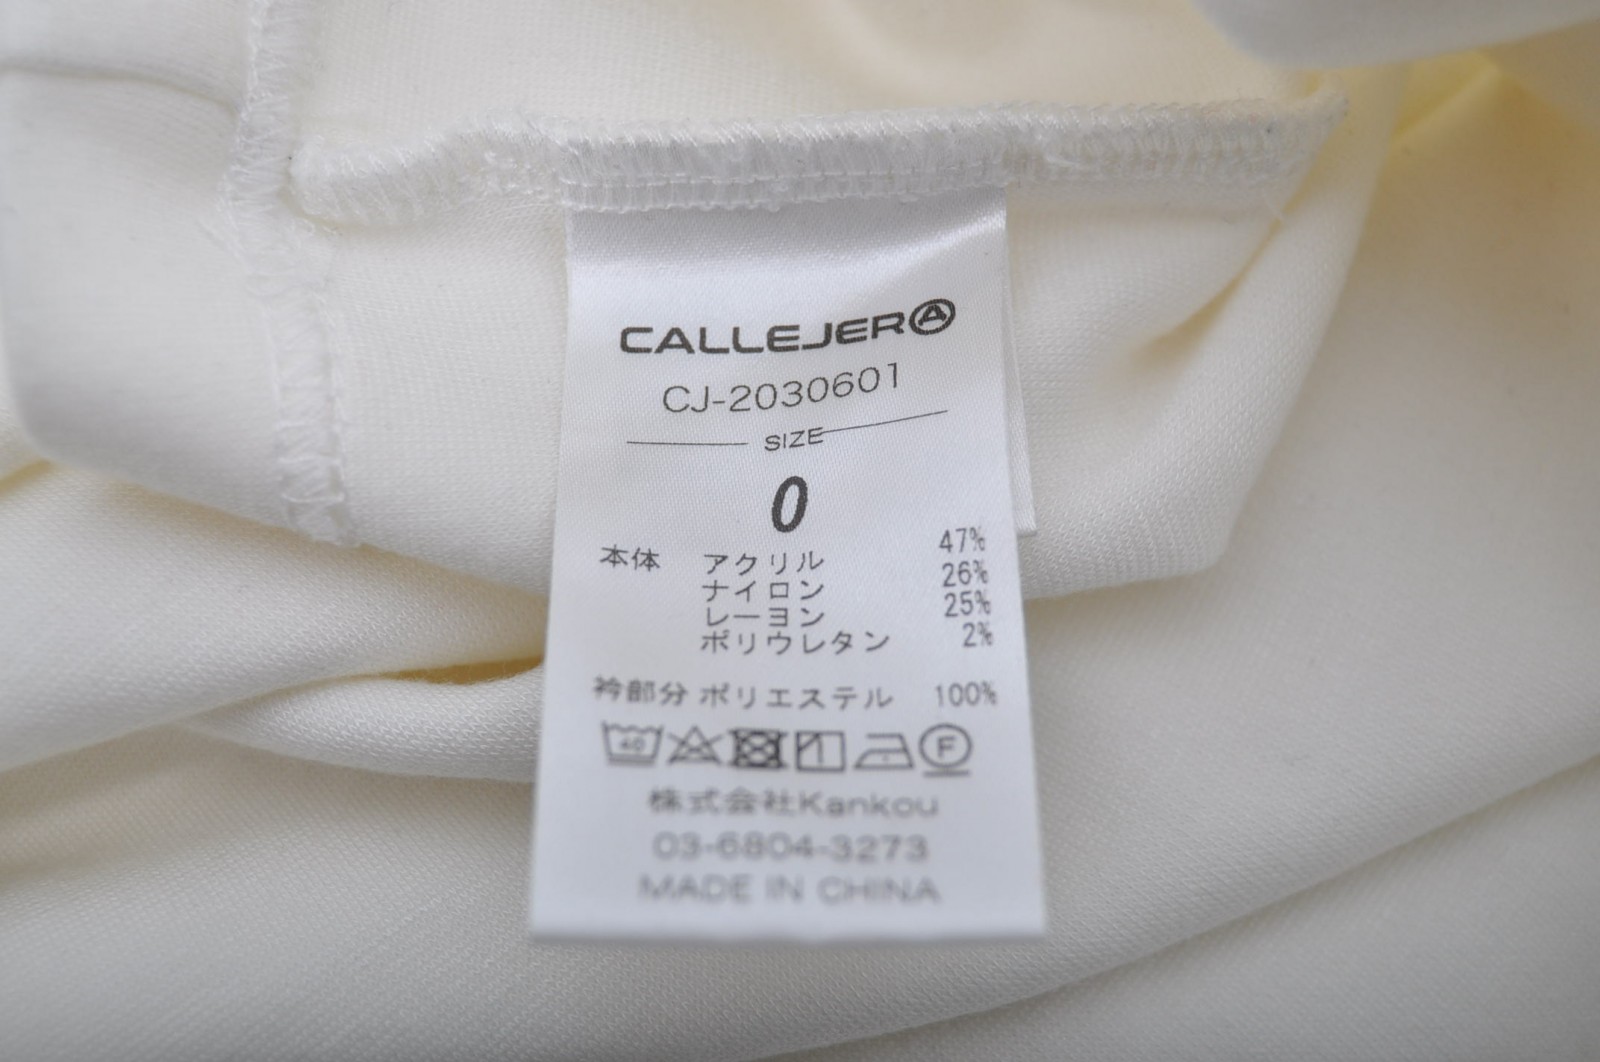 CALLEJERA
CJ-2030601
SIZE
0
本体 アクリル 47%
ナイロン 26%
レーヨン 25%
ポリウレタン 2%
衿部分 ポリエステル 100%
40 F
株式会社Kankou
03-6804-3273
MADE IN CHINA